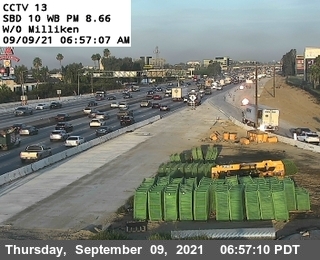 CCTV 13
SBD 10 WB PM 8.66
W/O Milliken
09/09/21 06:57:07 AM
Thursday, September 09, 2021 06:57:10 PDT